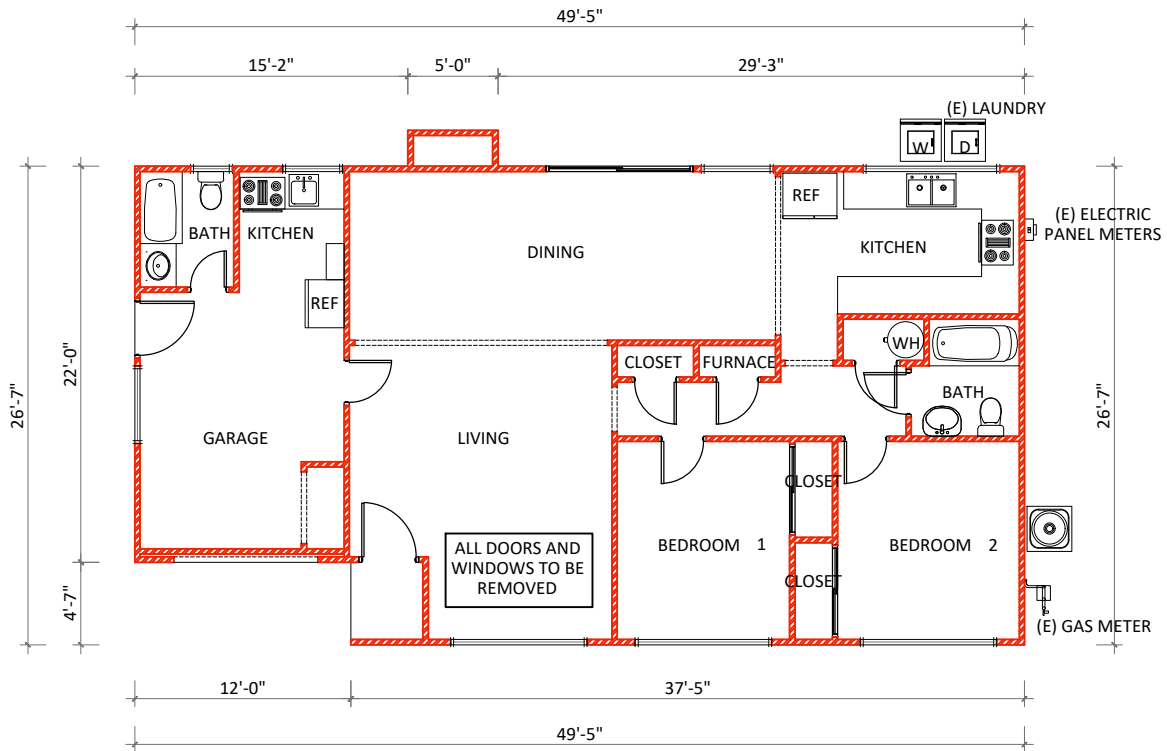 49'-5"
15'-2"
5'-0"
29'-3"
(E) LAUNDRY
W
D
REF
(E) ELECTRIC
PANEL METERS
BATH
KITCHEN
DINING
KITCHEN
REF
WH
CLOSET
FURNACE
BATH
22'-0"
26'-7"
26'-7"
GARAGE
LIVING
CLOSET
ALL DOORS AND
WINDOWS TO BE
REMOVED
BEDROOM 1
BEDROOM 2
CLOSET
4'-7"
(E) GAS METER
12'-0"
37'-5"
49'-5"